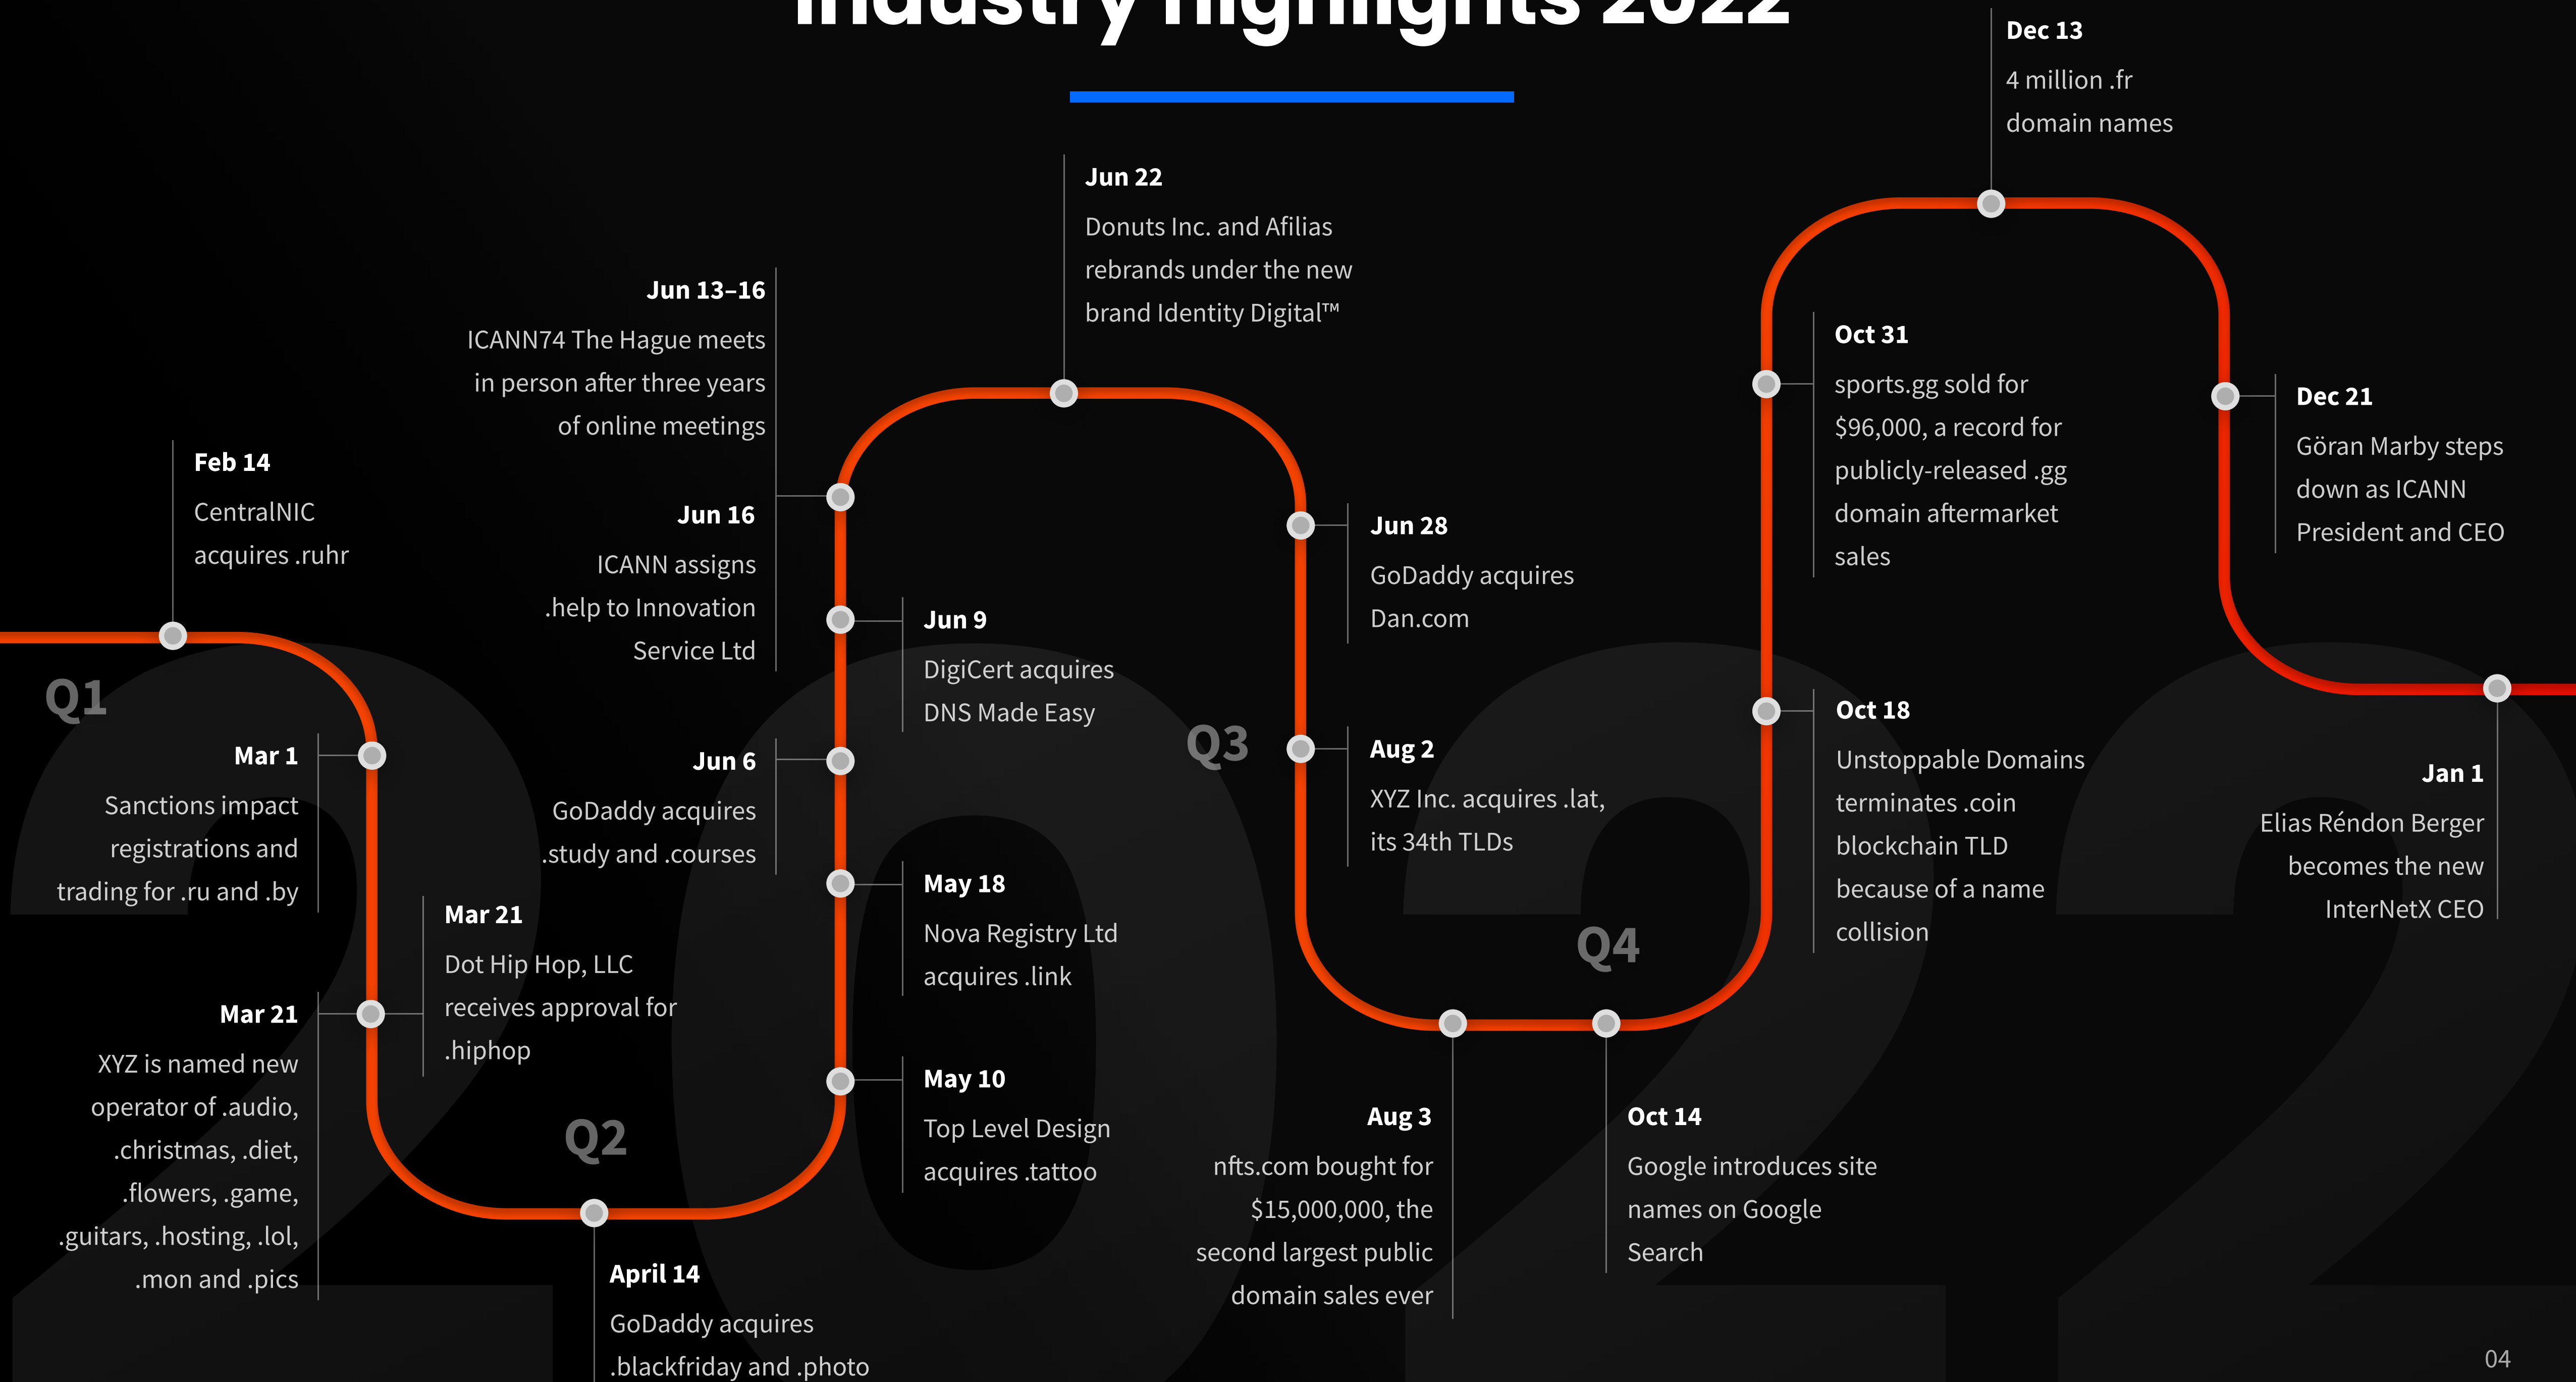 Industry Highlights 2022
Feb 14
CentralNIC
acquires .ruhr
Q1
Mar 1
Sanctions impact
registrations and
trading for .ru and .by
Mar 21
XYZ is named new
operator of .audio,
.christmas, .diet,
.flowers, .game,
.guitars, .hosting, .lol,
.mon and .pics
Mar 21
Dot Hip Hop, LLC
receives approval for
.hiphop
Q2
April 14
GoDaddy acquires
.blackfriday and .photo
May 10
Top Level Design
acquires .tattoo
May 18
Nova Registry Ltd
acquires .link
Jun 6
GoDaddy acquires
.study and .courses
Jun 9
DigiCert acquires
DNS Made Easy
Jun 13–16
ICANN74 The Hague meets
in person after three years
of online meetings
Jun 16
ICANN assigns
.help to Innovation
Service Ltd
Jun 22
Donuts Inc. and Afilias
rebrands under the new
brand Identity Digital™
Jun 28
GoDaddy acquires
Dan.com
Q3
Aug 2
XYZ Inc. acquires .lat,
its 34th TLDs
Aug 3
nfts.com bought for
$15,000,000, the
second largest public
domain sales ever
Q4
Oct 14
Google introduces site
names on Google
Search
Oct 18
Unstoppable Domains
terminates .coin
blockchain TLD
because of a name
collision
Oct 31
sports.gg sold for
$96,000, a record for
publicly-released .gg
domain aftermarket
sales
Dec 13
4 million .fr
domain names
Dec 21
Göran Marby steps
down as ICANN
President and CEO
Jan 1
Elias Réndon Berger
becomes the new
InterNetX CEO
2022
04